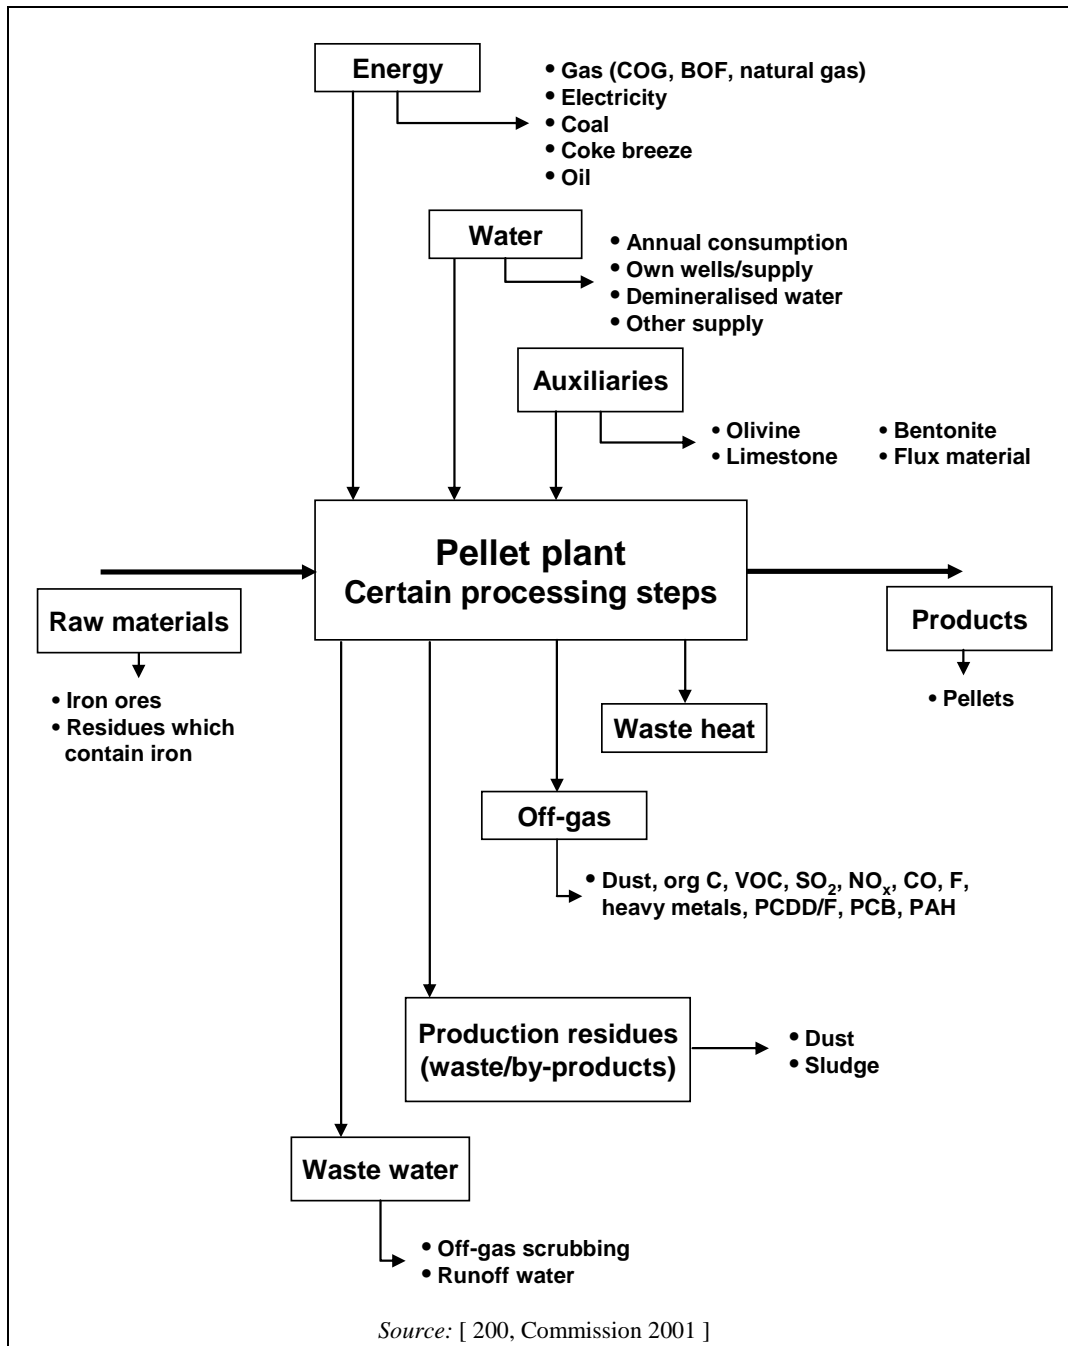 Energy
• Gas (COG, BOF, natural gas)
• Electricity
• Coal
• Coke breeze
• Oil
Water
• Annual consumption
• Own wells/supply
• Demineralised water
• Other supply
Auxiliaries
• Olivine • Bentonite
• Limestone • Flux material
Pellet plant
Certain processing steps
Raw materials
• Iron ores
• Residues which
contain iron
Products
• Pellets
Waste heat
Off-gas
• Dust, org C, VOC, SO₂, NOₓ, CO, F,
heavy metals, PCDD/F, PCB, PAH
Production residues
(waste/by-products)
• Dust
• Sludge
Waste water
• Off-gas scrubbing
• Runoff water
Source: [ 200, Commission 2001 ]